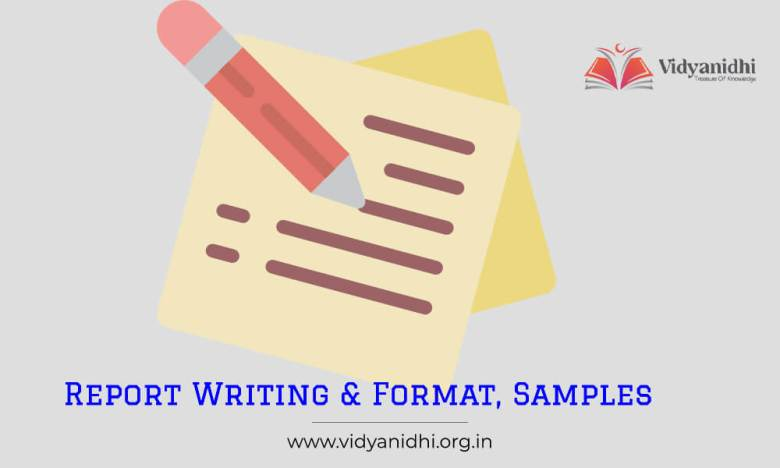 Vidyanidhi
Treasure Of Knowledge
Report Writing & Format, Samples
www.vidyanidhi.org.in